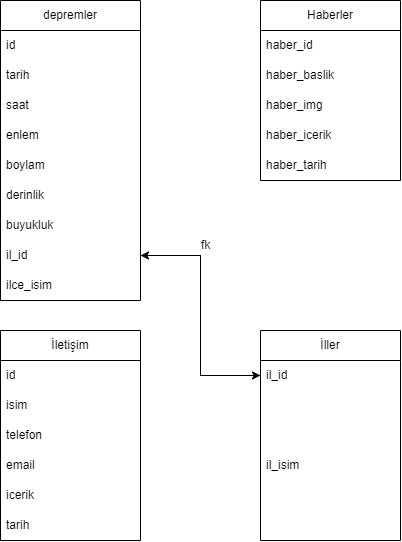 depremler
id
tarih
saat
enlem
boylam
derinlik
buyukluk
il_id
ilce_isim
Haberler
haber_id
haber_baslik
haber_img
haber_icerik
haber_tarih
fk
İletişim
id
isim
telefon
email
icerik
tarih
İller
il_id
il_isim